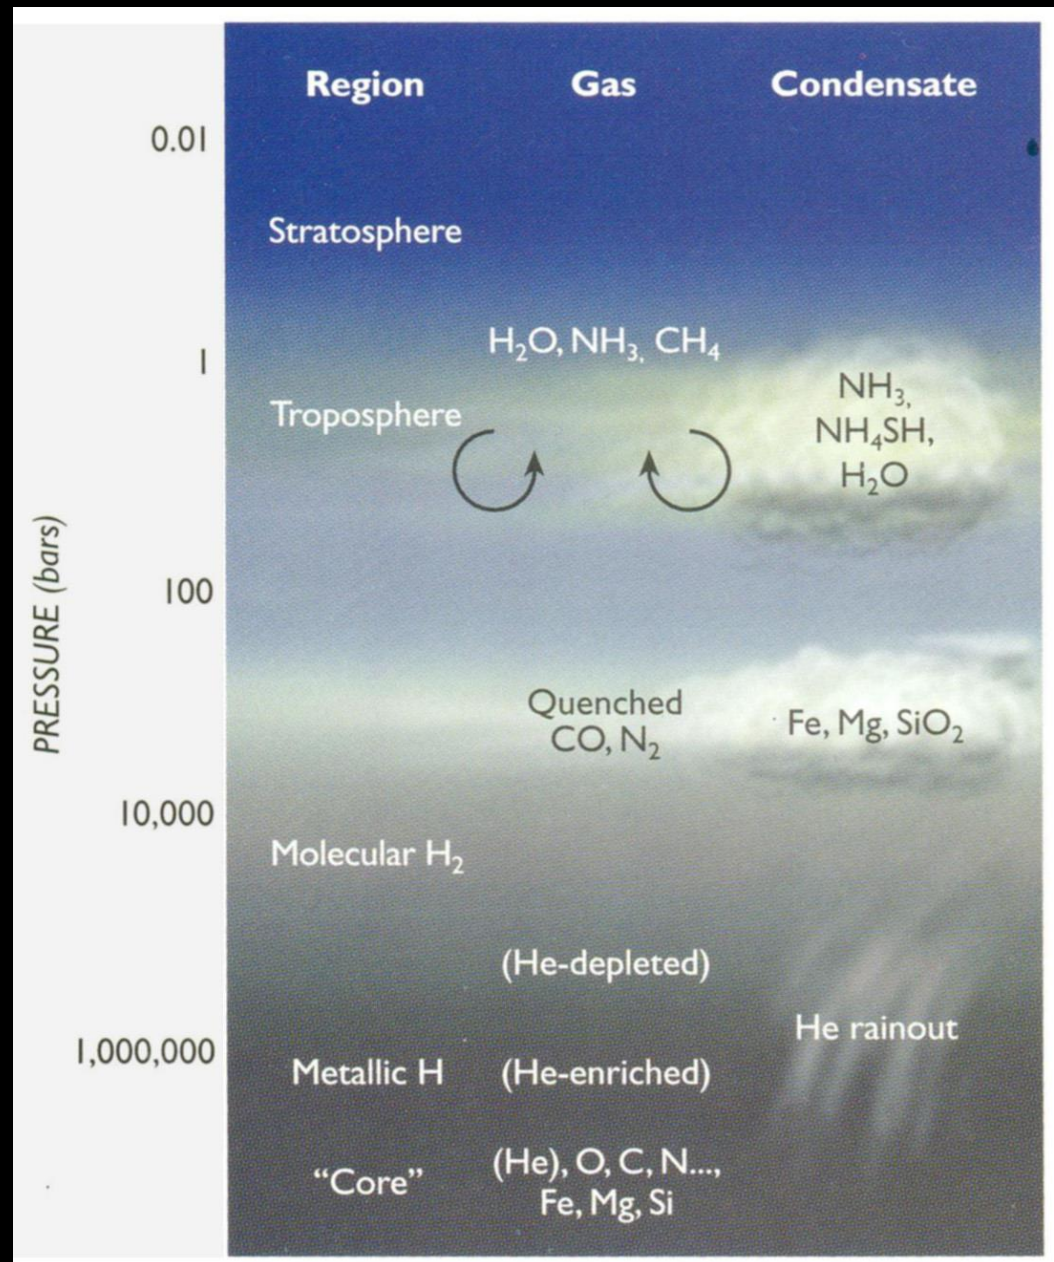 Region Gas Condensate
0.01
Stratosphere
H₂O, NH₃, CH₄
1
NH₃,
Troposphere
NH₄SH,
H₂O
PRESSURE (bars)
100
Quenched
CO, N₂
Fe, Mg, SiO₂
10,000
Molecular H₂
(He-depleted)
He rainout
1,000,000
Metallic H (He-enriched)
“Core”
(He), O, C, N...,
Fe, Mg, Si